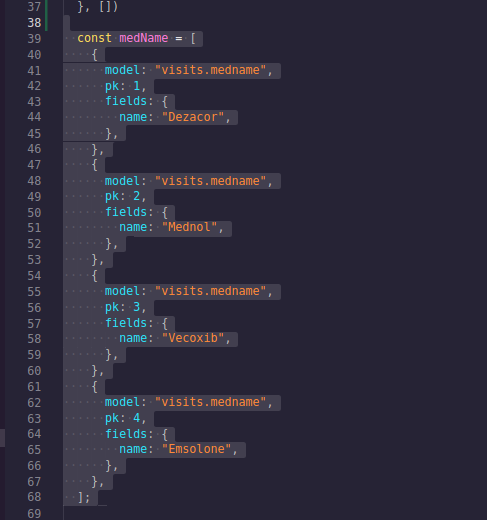 37 }, [])
38
39 const medName = [
40 {
41 model: "visits.medname",
42 pk: 1,
43 fields: {
44 name: "Dezacor",
45 },
46 },
47 {
48 model: "visits.medname",
49 pk: 2,
50 fields: {
51 name: "Mednol",
52 },
53 },
54 {
55 model: "visits.medname",
56 pk: 3,
57 fields: {
58 name: "Vecoxib",
59 },
60 },
61 {
62 model: "visits.medname",
63 pk: 4,
64 fields: {
65 name: "Emsolone",
66 },
67 },
68 ];
69